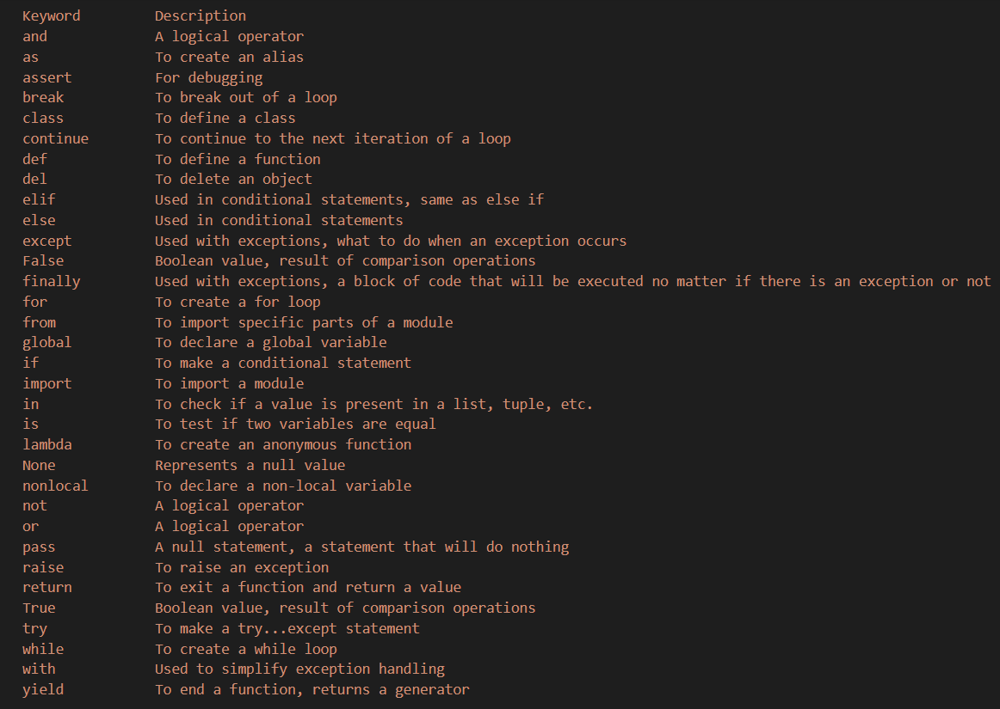 Keyword Description
and A logical operator
as To create an alias
assert For debugging
break To break out of a loop
class To define a class
continue To continue to the next iteration of a loop
def To define a function
del To delete an object
elif Used in conditional statements, same as else if
else Used in conditional statements
except Used with exceptions, what to do when an exception occurs
False Boolean value, result of comparison operations
finally Used with exceptions, a block of code that will be executed no matter if there is an exception or not
for To create a for loop
from To import specific parts of a module
global To declare a global variable
if To make a conditional statement
import To import a module
in To check if a value is present in a list, tuple, etc.
is To test if two variables are equal
lambda To create an anonymous function
None Represents a null value
nonlocal To declare a non-local variable
not A logical operator
or A logical operator
pass A null statement, a statement that will do nothing
raise To raise an exception
return To exit a function and return a value
True Boolean value, result of comparison operations
try To make a try...except statement
while To create a while loop
with Used to simplify exception handling
yield To end a function, returns a generator